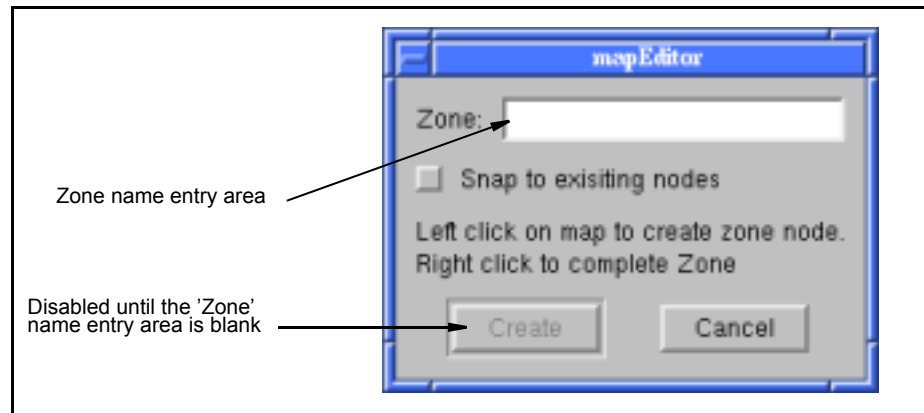 mapEditor
Zone:
Zone name entry area
Snap to exisiting nodes
Left click on map to create zone node.
Right click to complete Zone
Disabled until the ’Zone’
name entry area is blank
Create
Cancel